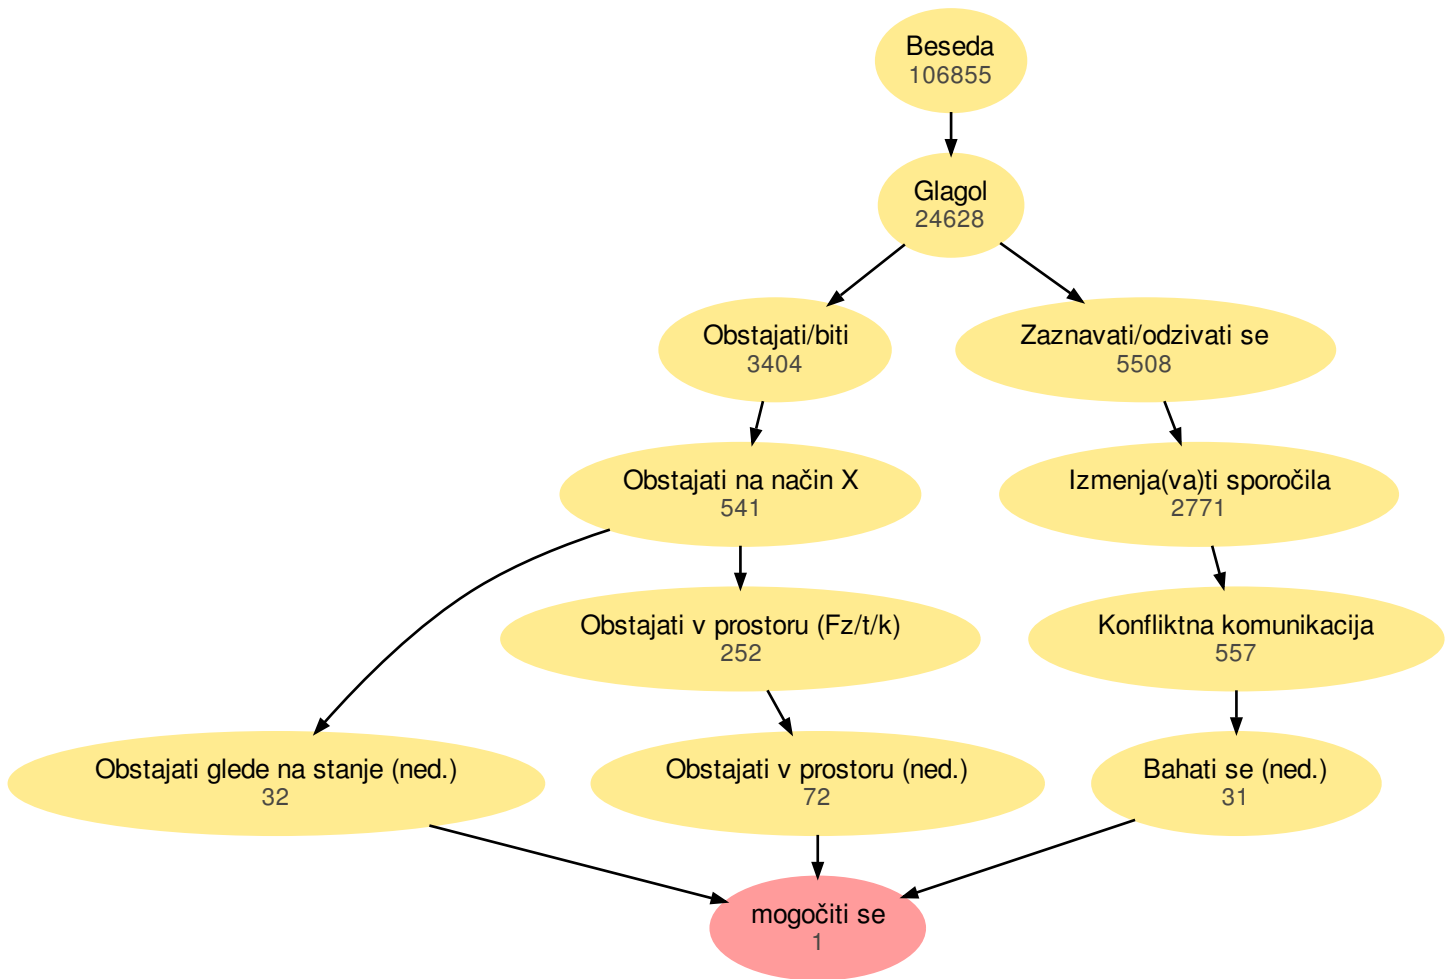 Beseda
106855
Glagol
24628
Obstajati/biti
3404
Zaznavati/odzivati se
5508
Obstajati na način X
541
Izmenja(va)ti sporočila
2771
Obstajati v prostoru (Fz/t/k)
252
Konfliktna komunikacija
557
Obstajati glede na stanje (ned.)
32
Obstajati v prostoru (ned.)
72
Bahati se (ned.)
31
mogočiti se
1